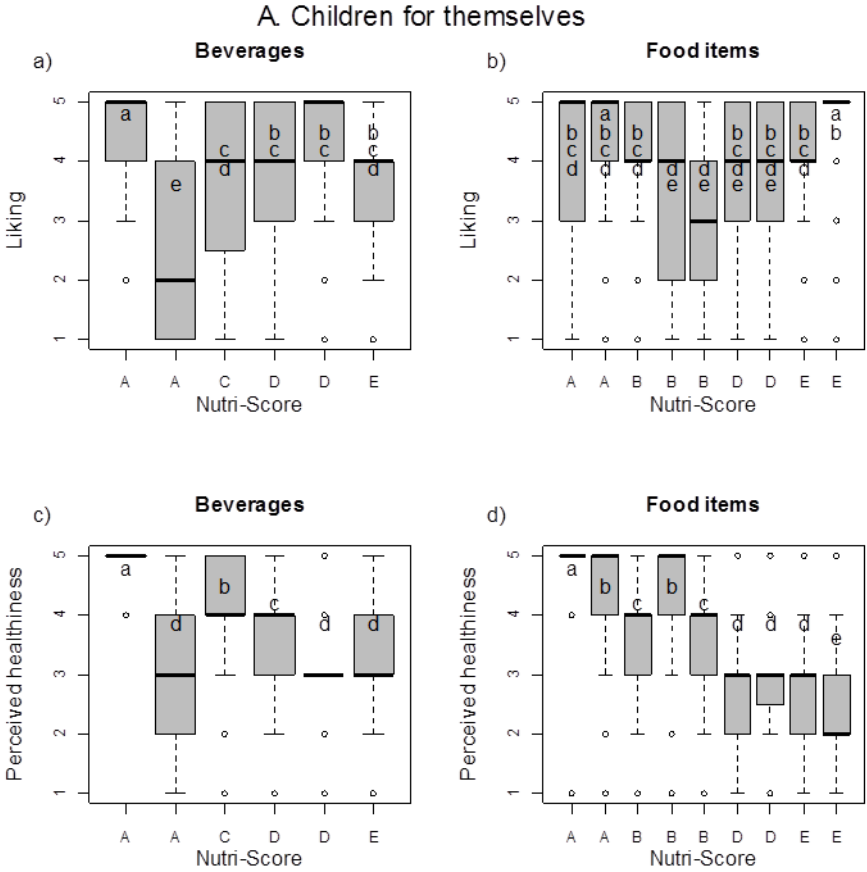 A. Children for themselves
a)
Beverages
Liking
5
4
3
2
1
a
e
c
d
b
c
d
b
c
d
b
c
d
A A C D D E
Nutri-Score
b)
Food items
Liking
5
4
3
2
1
b
c
d
a
b
c
d
b
c
d
d
e
d
e
b
c
d
e
b
c
d
e
b
c
d
a
b
A A B B B D D E E
Nutri-Score
c)
Beverages
Perceived healthiness
5
4
3
2
1
a
d
b
c
d
d
A A C D D E
Nutri-Score
d)
Food items
Perceived healthiness
5
4
3
2
1
a
b
c
b
c
d
d
d
e
A A B B B D D E E
Nutri-Score